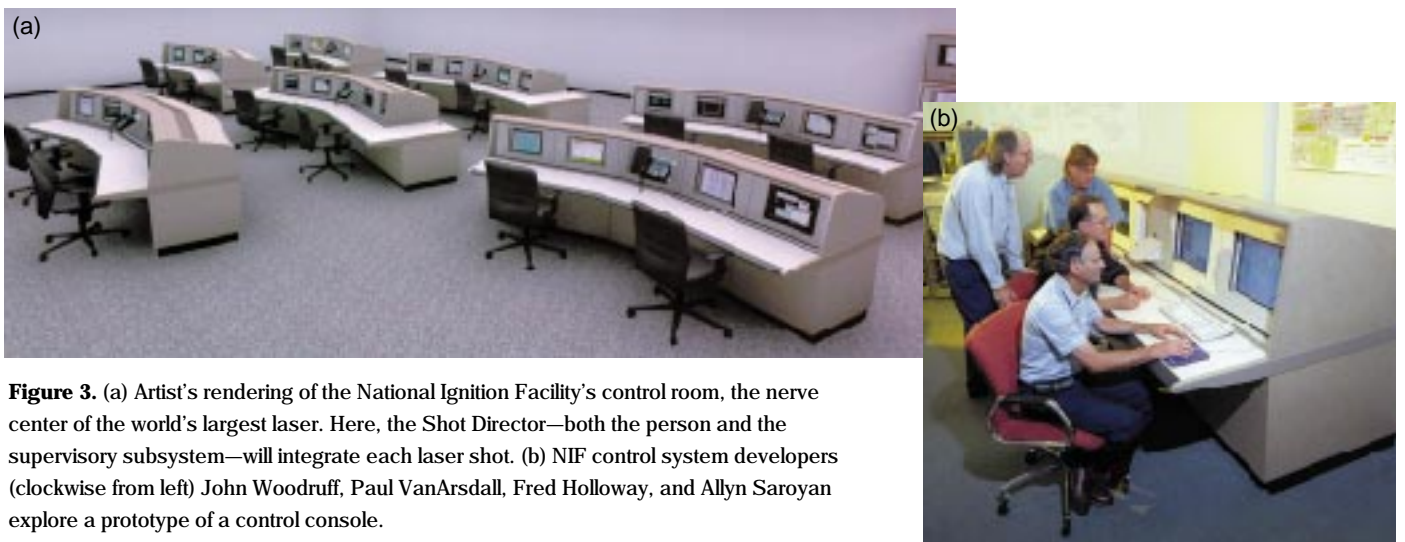 (a)
(b)
Figure 3. (a) Artist's rendering of the National Ignition Facility's control room, the nerve
center of the world's largest laser. Here, the Shot Director—both the person and the
supervisory subsystem—will integrate each laser shot. (b) NIF control system developers
(clockwise from left) John Woodruff, Paul VanArsdall, Fred Holloway, and Allyn Saroyan
explore a prototype of a control console.